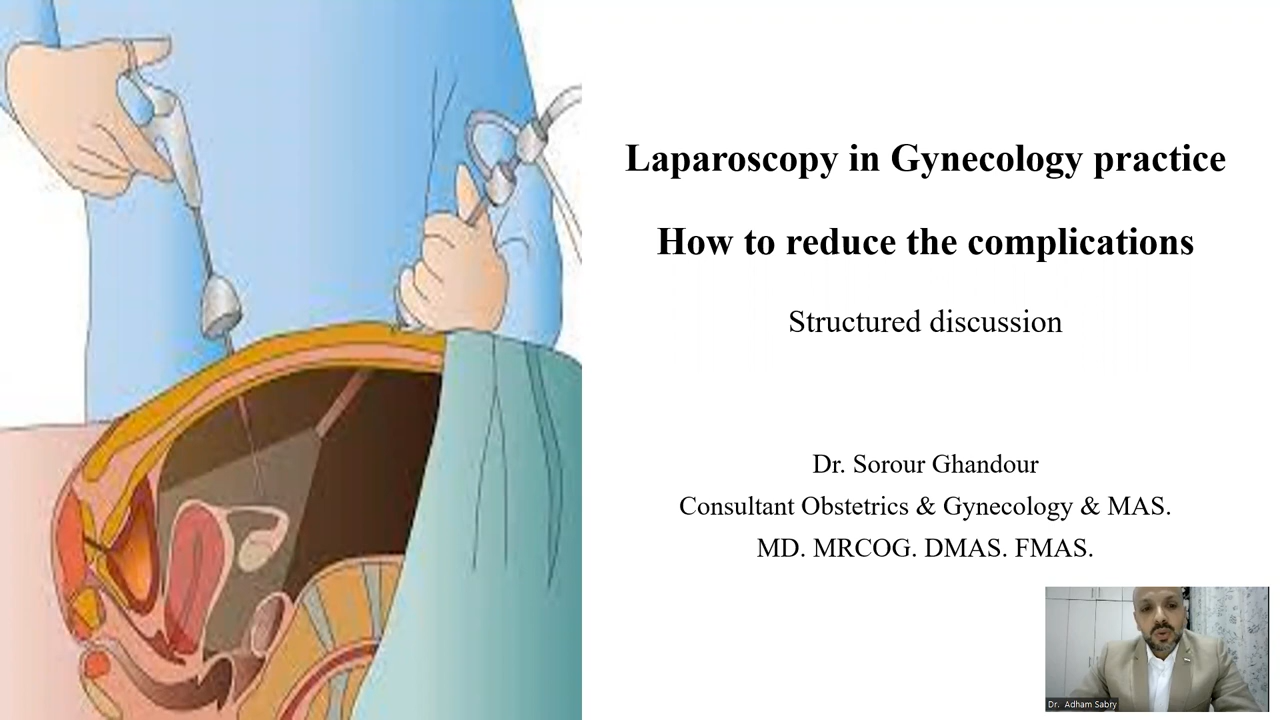 Laparoscopy in Gynecology practice
How to reduce the complications
Structured discussion
Dr. Sorour Ghandour
Consultant Obstetrics & Gynecology & MAS.
MD. MRCOG. DMAS. FMAS.
Dr. Adham Sabry